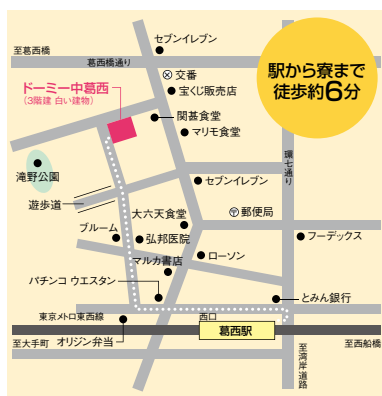 セブンイレブン
至葛西橋
葛西橋通り
交番
宝くじ販売店
駅から寮まで
徒歩約6分
ドーミー中葛西
(3階建 白い建物)
関甚食堂
マリモ食堂
環七通り
滝野公園
セブンイレブン
遊歩道
大六天食堂
郵便局
ブルーム
弘邦医院
フーデックス
マルカ書店
ローソン
パチンコ ウエスタン
とみん銀行
東京メトロ東西線
西口
葛西駅
至大手町
オリジン弁当
至西船橋
至湾岸道路